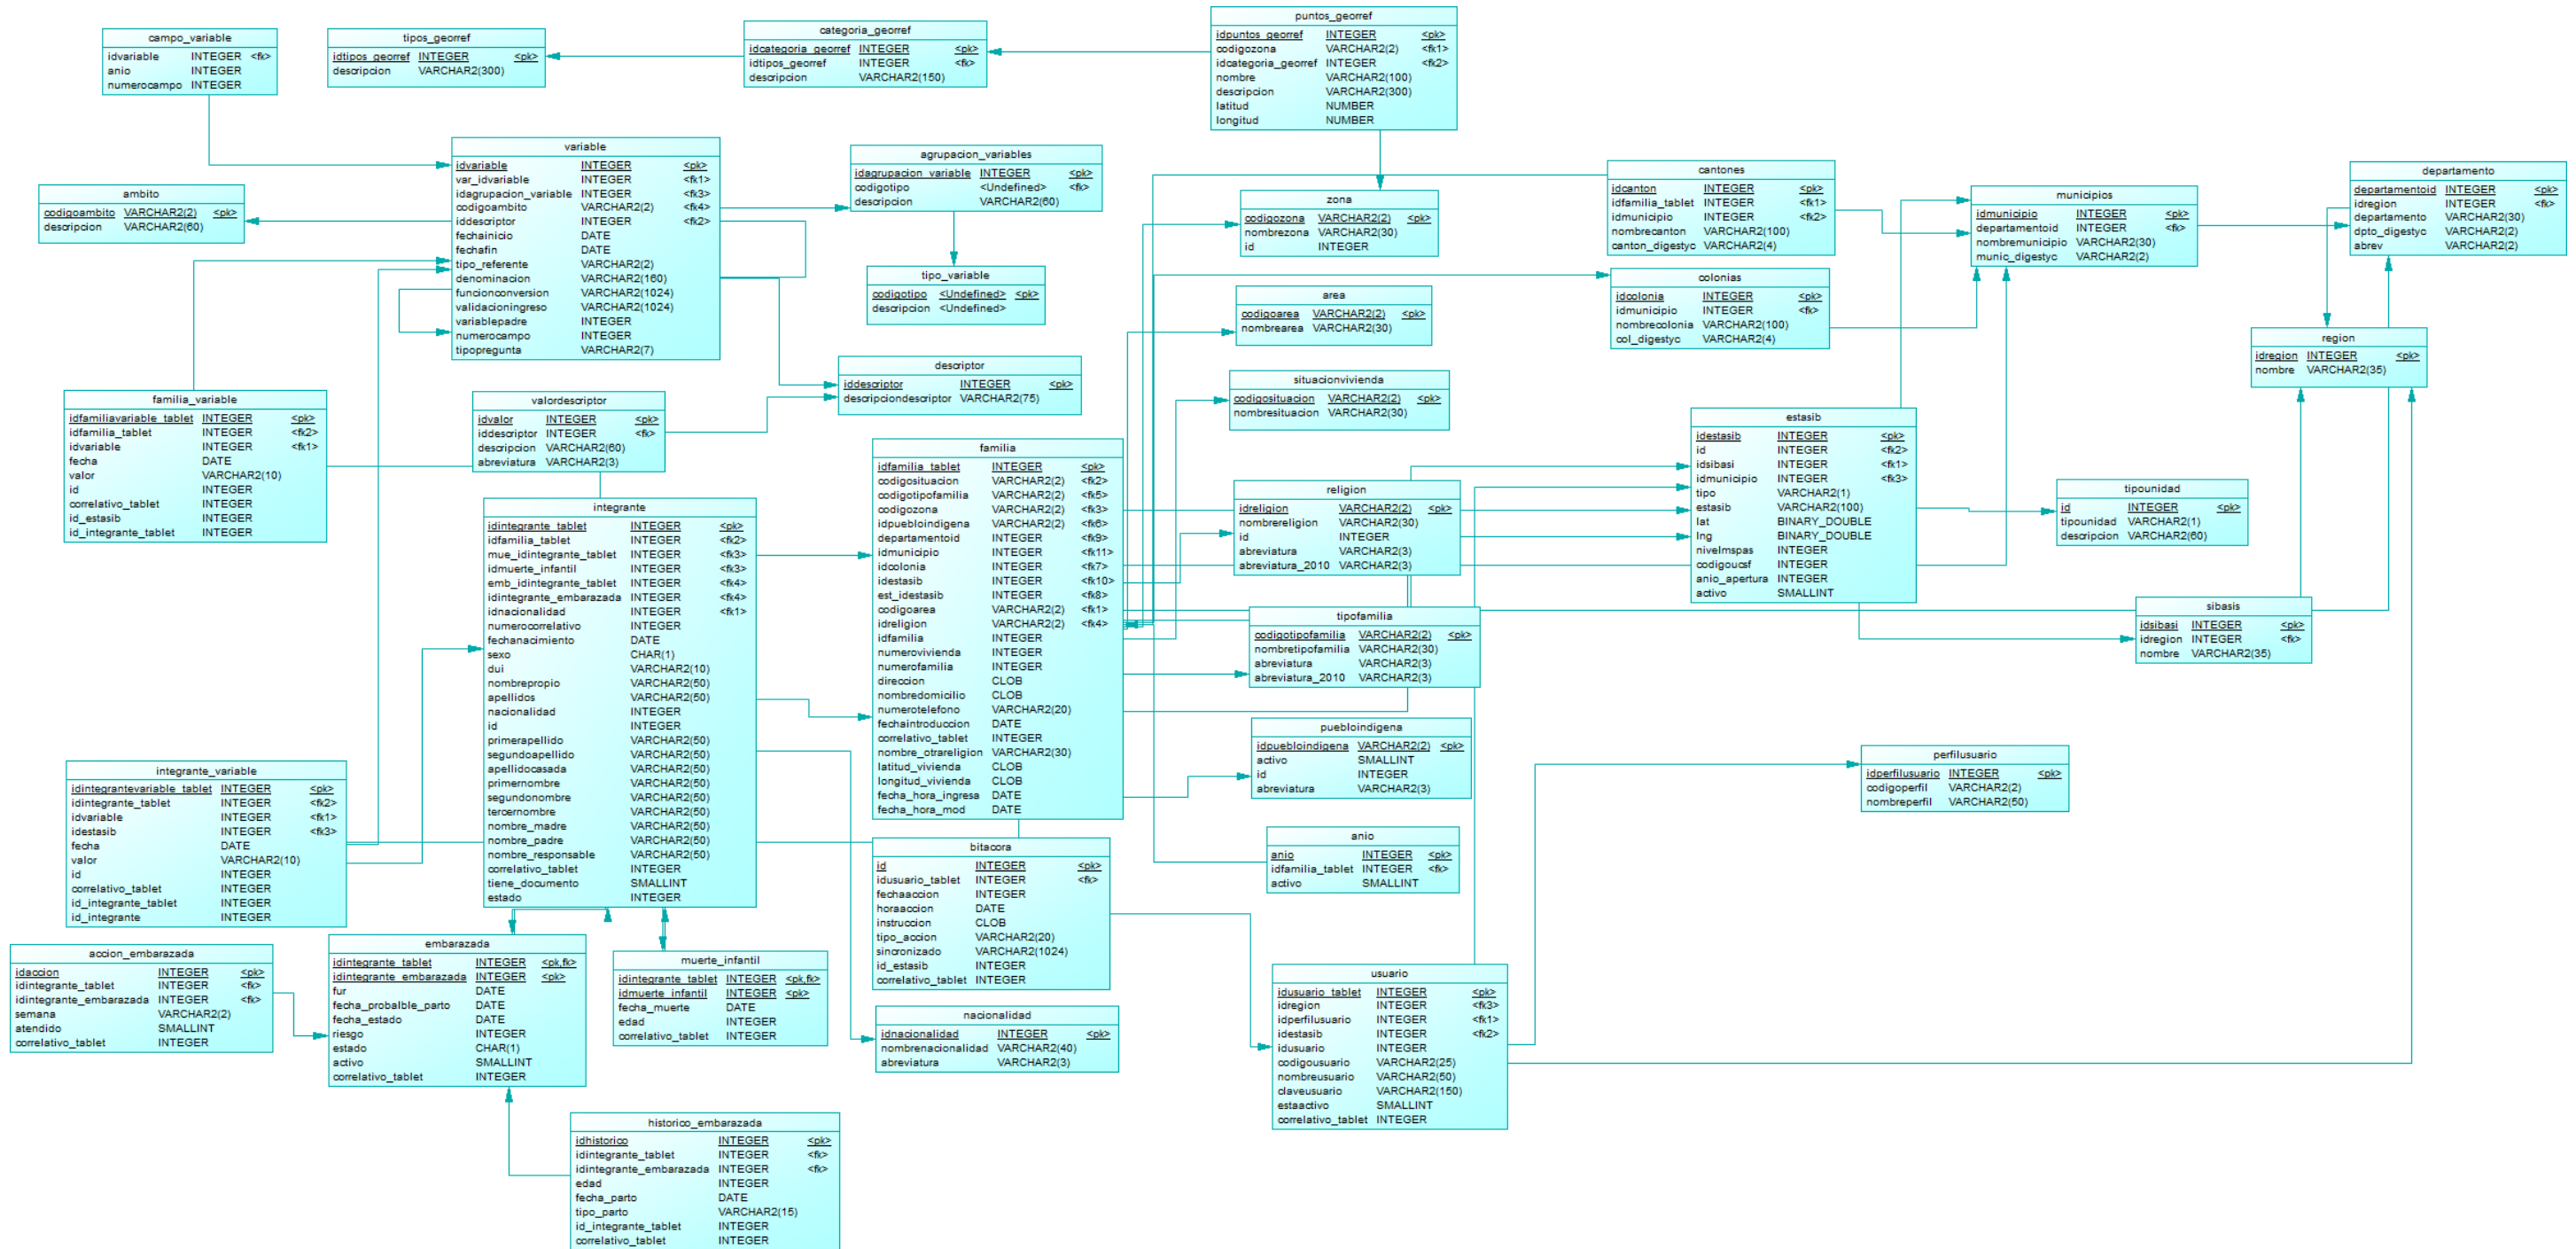 campo_variable
idvariable INTEGER <fk>
anio INTEGER
numerocampo INTEGER
tipos_georref
idtipos_georref INTEGER <pk>
descripcion VARCHAR2(300)
categoria_georref
idcategoria_georref INTEGER <pk>
idtipos_georref INTEGER <fk>
descripcion VARCHAR2(150)
puntos_georref
idpuntos_georref INTEGER <pk>
codigozona VARCHAR2(2) <fk1>
idcategoria_georref INTEGER <fk2>
nombre VARCHAR2(100)
descripcion VARCHAR2(300)
latitud NUMBER
longitud NUMBER
variable
idvariable INTEGER <pk>
var_idvariable INTEGER <fk1>
idagrupacion_variable INTEGER <fk3>
codigoambito VARCHAR2(2) <fk4>
iddescriptor INTEGER <fk2>
fechainicio DATE
fechafin DATE
tipo_referente VARCHAR2(2)
denominacion VARCHAR2(160)
funcionconversion VARCHAR2(1024)
validacioningreso VARCHAR2(1024)
variablepadre INTEGER
numerocampo INTEGER
tipopregunta VARCHAR2(7)
agrupacion_variables
idagrupacion_variable INTEGER <pk>
codigotipo <Undefined> <fk>
descripcion VARCHAR2(60)
ambito
codigoambito VARCHAR2(2) <pk>
descripcion VARCHAR2(60)
tipo_variable
codigotipo <Undefined> <pk>
descripcion <Undefined>
zona
codigozona VARCHAR2(2) <pk>
nombrezona VARCHAR2(30)
id INTEGER
cantones
idcanton INTEGER <pk>
idfamilia_tablet INTEGER <fk1>
idmunicipio INTEGER <fk2>
nombrecanton VARCHAR2(100)
canton_digestyc VARCHAR2(4)
municipios
idmunicipio INTEGER <pk>
departamentoid INTEGER <fk>
nombremunicipio VARCHAR2(30)
munic_digestyc VARCHAR2(2)
departamento
departamentoid INTEGER <pk>
idregion INTEGER <fk>
departamento VARCHAR2(30)
dpto_digestyc VARCHAR2(2)
abrev VARCHAR2(2)
colonias
idcolonia INTEGER <pk>
idmunicipio INTEGER <fk>
nombrecolonia VARCHAR2(100)
col_digestyc VARCHAR2(4)
area
codigoarea VARCHAR2(2) <pk>
nombrearea VARCHAR2(30)
region
idregion INTEGER <pk>
nombre VARCHAR2(35)
descriptor
iddescriptor INTEGER <pk>
descripciondescriptor VARCHAR2(75)
situacionvivienda
codigosituacion VARCHAR2(2) <pk>
nombresituacion VARCHAR2(30)
familia_variable
idfamiliavariable_tablet INTEGER <pk>
idfamilia_tablet INTEGER <fk2>
idvariable INTEGER <fk1>
fecha DATE
valor VARCHAR2(10)
id INTEGER
correlativo_tablet INTEGER
id_estasib INTEGER
id_integrante_tablet INTEGER
valordescriptor
idvalor INTEGER <pk>
iddescriptor INTEGER <fk>
descripcion VARCHAR2(60)
abreviatura VARCHAR2(3)
estasib
idestasib INTEGER <pk>
id INTEGER <fk2>
idsibasi INTEGER <fk1>
idmunicipio INTEGER <fk3>
tipo VARCHAR2(1)
estasib VARCHAR2(100)
lat BINARY_DOUBLE
lng BINARY_DOUBLE
nivelmspas INTEGER
codigoucsf INTEGER
anio_apertura INTEGER
activo SMALLINT
familia
idfamilia_tablet INTEGER <pk>
codigosituacion VARCHAR2(2) <fk2>
codigotipofamilia VARCHAR2(2) <fk5>
codigozona VARCHAR2(2) <fk3>
idpuebloindigena VARCHAR2(2) <fk6>
departamentoid INTEGER <fk9>
idmunicipio INTEGER <fk11>
idcolonia INTEGER <fk7>
idestasib INTEGER <fk10>
est_idestasib INTEGER <fk8>
codigoarea VARCHAR2(2) <fk1>
idreligion VARCHAR2(2) <fk4>
idfamilia INTEGER
numerovivienda INTEGER
numerofamilia INTEGER
direccion CLOB
nombredomicilio CLOB
numerotelefono VARCHAR2(20)
fechaintroduccion DATE
correlativo_tablet INTEGER
nombre_otrareligion VARCHAR2(30)
latitud_vivienda CLOB
longitud_vivienda CLOB
fecha_hora_ingresa DATE
fecha_hora_mod DATE
religion
idreligion VARCHAR2(2) <pk>
nombrereligion VARCHAR2(30)
id INTEGER
abreviatura VARCHAR2(3)
abreviatura_2010 VARCHAR2(3)
tipounidad
id INTEGER <pk>
tipounidad VARCHAR2(1)
descripcion VARCHAR2(60)
integrante
idintegrante_tablet INTEGER <pk>
idfamilia_tablet INTEGER <fk2>
mue_idintegrante_tablet INTEGER <fk3>
idmuerte_infantil INTEGER <fk3>
emb_idintegrante_tablet INTEGER <fk4>
idintegrante_embarazada INTEGER <fk4>
idnacionalidad INTEGER <fk1>
numerocorrelativo INTEGER
fechanacimiento DATE
sexo CHAR(1)
dui VARCHAR2(10)
nombrepropio VARCHAR2(50)
apellidos VARCHAR2(50)
nacionalidad INTEGER
id INTEGER
primerapellido VARCHAR2(50)
segundoapellido VARCHAR2(50)
apellidocasada VARCHAR2(50)
primernombre VARCHAR2(50)
segundonombre VARCHAR2(50)
tercernombre VARCHAR2(50)
nombre_madre VARCHAR2(50)
nombre_padre VARCHAR2(50)
nombre_responsable VARCHAR2(50)
correlativo_tablet INTEGER
tiene_documento SMALLINT
estado INTEGER
tipofamilia
codigotipofamilia VARCHAR2(2) <pk>
nombretipofamilia VARCHAR2(30)
abreviatura VARCHAR2(3)
abreviatura_2010 VARCHAR2(3)
sibasis
idsibasi INTEGER <pk>
idregion INTEGER <fk>
nombre VARCHAR2(35)
puebloindigena
idpuebloindigena VARCHAR2(2) <pk>
activo SMALLINT
id INTEGER
abreviatura VARCHAR2(3)
perfilusuario
idperfilusuario INTEGER <pk>
codigoperfil VARCHAR2(2)
nombreperfil VARCHAR2(50)
integrante_variable
idintegrantevariable_tablet INTEGER <pk>
idintegrante_tablet INTEGER <fk2>
idvariable INTEGER <fk1>
idestasib INTEGER <fk3>
fecha DATE
valor VARCHAR2(10)
id INTEGER
correlativo_tablet INTEGER
id_integrante_tablet INTEGER
id_integrante INTEGER
anio
anio INTEGER <pk>
idfamilia_tablet INTEGER <fk>
activo SMALLINT
bitacora
id INTEGER <pk>
idusuario_tablet INTEGER <fk>
fechaaccion INTEGER
horaaccion DATE
instruccion CLOB
tipo_accion VARCHAR2(20)
sincronizado VARCHAR2(1024)
id_estasib INTEGER
correlativo_tablet INTEGER
accion_embarazada
idaccion INTEGER <pk>
idintegrante_tablet INTEGER <fk>
idintegrante_embarazada INTEGER <fk>
semana VARCHAR2(2)
atendido SMALLINT
correlativo_tablet INTEGER
embarazada
idintegrante_tablet INTEGER <pk,fk>
idintegrante_embarazada INTEGER <pk>
fur DATE
fecha_probalble_parto DATE
fecha_estado DATE
riesgo INTEGER
estado CHAR(1)
activo SMALLINT
correlativo_tablet INTEGER
muerte_infantil
idintegrante_tablet INTEGER <pk,fk>
idmuerte_infantil INTEGER <pk>
fecha_muerte DATE
edad INTEGER
correlativo_tablet INTEGER
nacionalidad
idnacionalidad INTEGER <pk>
nombrenacionalidad VARCHAR2(40)
abreviatura VARCHAR2(3)
usuario
idusuario_tablet INTEGER <pk>
idregion INTEGER <fk3>
idperfilusuario INTEGER <fk1>
idestasib INTEGER <fk2>
idusuario INTEGER
codigousuario VARCHAR2(25)
nombreusuario VARCHAR2(50)
claveusuario VARCHAR2(150)
estaactivo SMALLINT
correlativo_tablet INTEGER
historico_embarazada
idhistorico INTEGER <pk>
idintegrante_tablet INTEGER <fk>
idintegrante_embarazada INTEGER <fk>
edad INTEGER
fecha_parto DATE
tipo_parto VARCHAR2(15)
id_integrante_tablet INTEGER
correlativo_tablet INTEGER